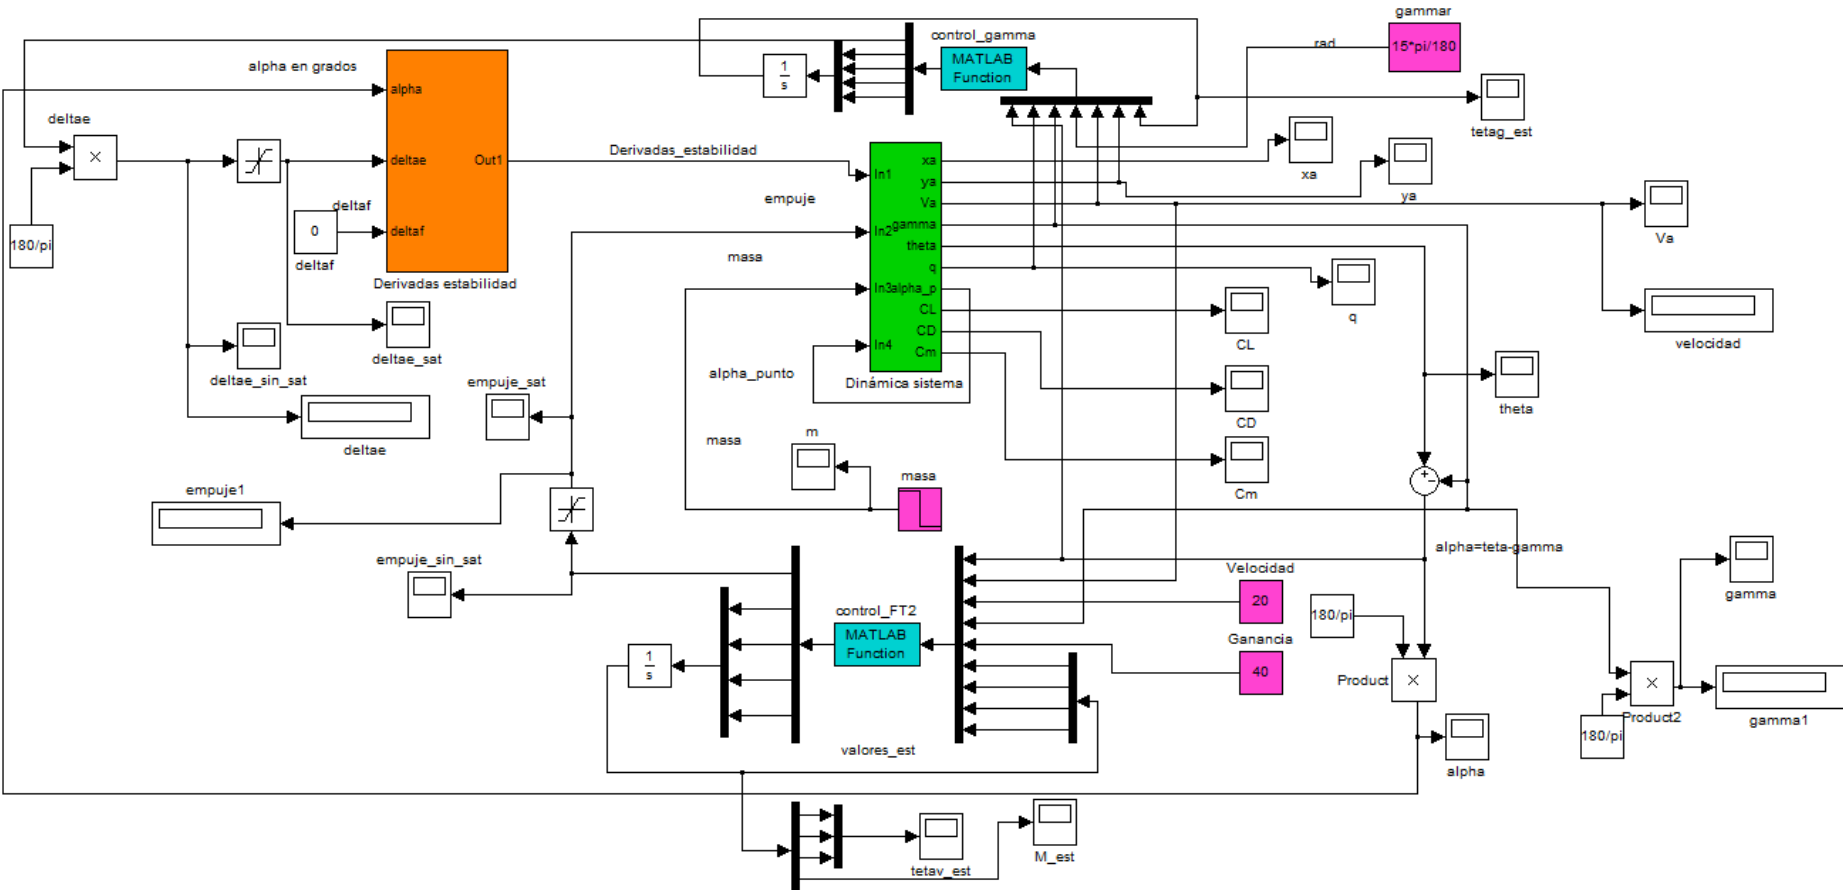 gammar
control_gamma
rad
15*pi/180
MATLAB
Function
1
s
alpha en grados
alpha
tetag_est
deltae
×
deltae
Out1
Derivadas_estabilidad
xa
xa
In1
ya
ya
deltaf
empuje
Va
180/pi
0
deltaf
In2
gamma
Va
deltaf
theta
masa
q
Derivadas estabilidad
In3
alpha_p
CL
q
CD
deltae_sat
In4
CL
velocidad
Cm
deltae_sin_sat
alpha_punto
Dinámica sistema
empuje_sat
theta
CD
m
masa
deltae
masa
+
-
empuje1
Cm
alpha=teta-gamma
empuje_sin_sat
Velocidad
20
gamma
control_FT2
180/pi
MATLAB
Function
Ganancia
1
s
40
Product
×
×
Product2
gamma1
180/pi
valores_est
alpha
M_est
tetav_est